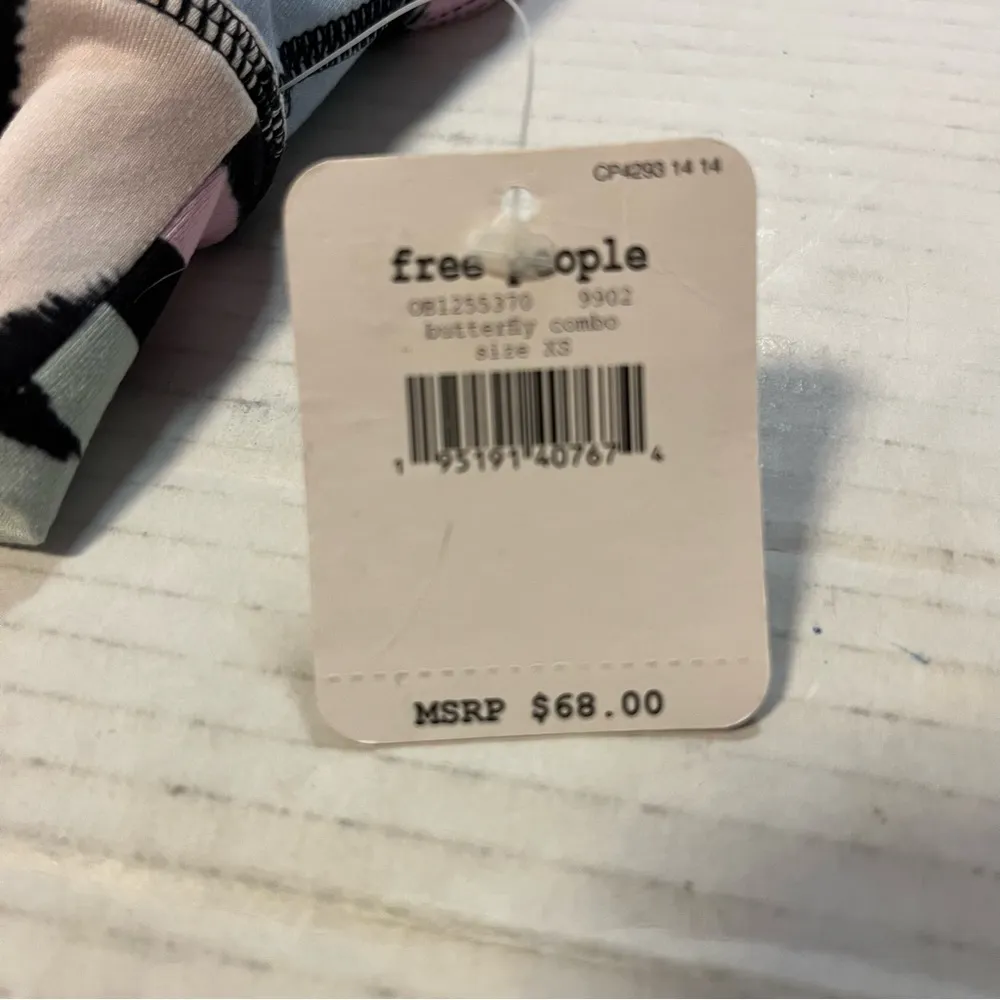 CP4293 14 14
free people
OB1255370 9902
butterfly combo
size XS
1 95191 40767 4
MSRP $68.00